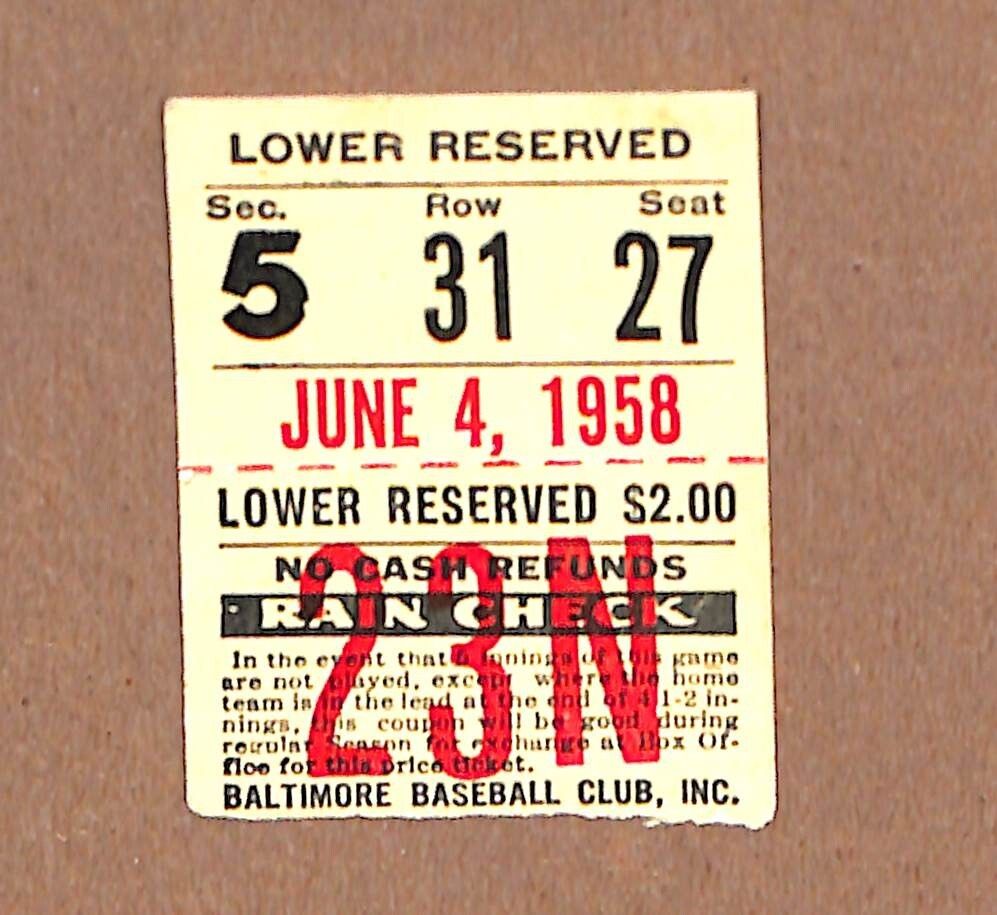 LOWER RESERVED
Sec. Row Seat
5 31 27
JUNE 4, 1958
LOWER RESERVED $2.00
NO CASH REFUNDS
RAIN CHECK
23N
In the event that 5 innings of this game
are not played, except where the home
team is in the lead at the end of 4 1-2 in-
nings, this coupon will be good during
regular Season for exchange at Box Of-
fice for this price ticket.
BALTIMORE BASEBALL CLUB, INC.